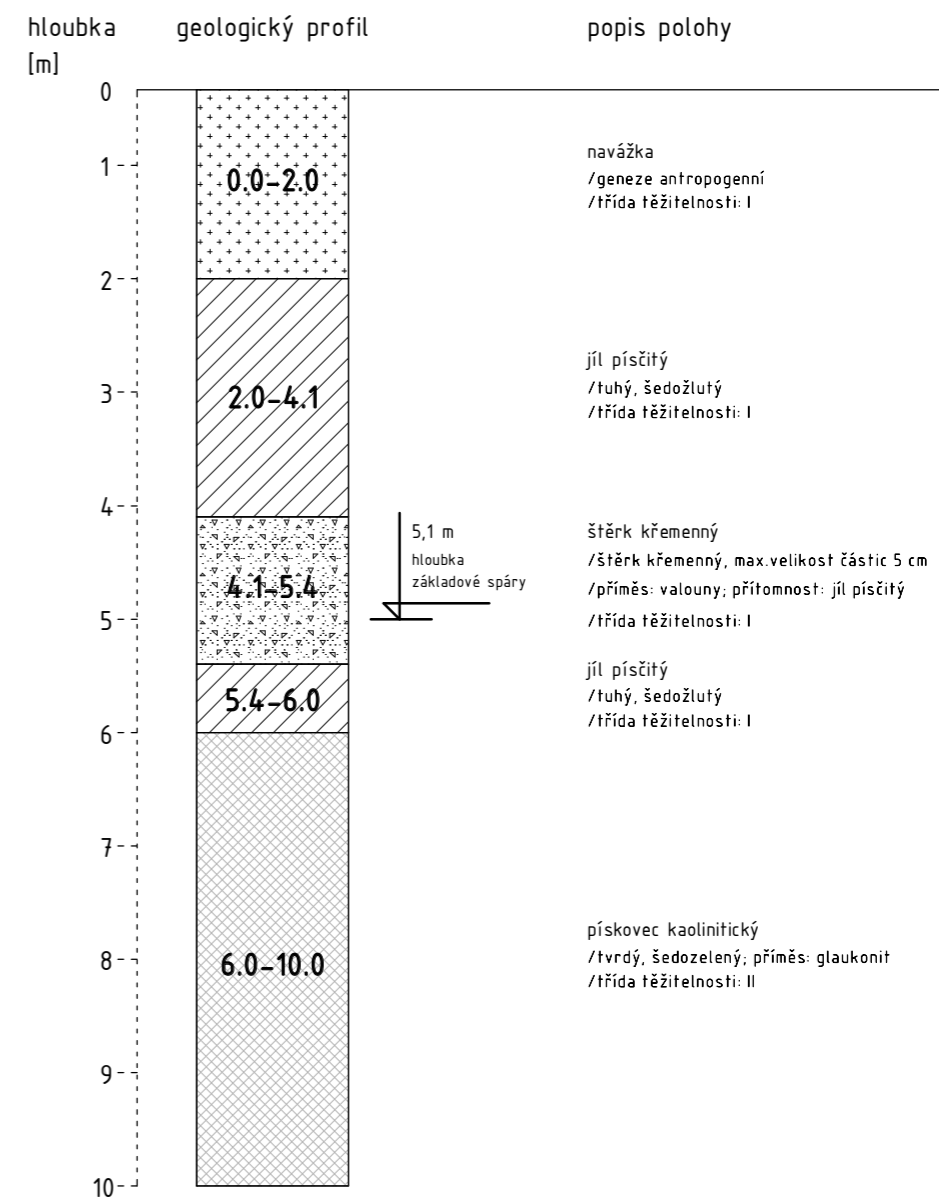 hloubka
[m]
geologický profil
popis polohy
0
1
2
3
4
5
6
7
8
9
10
0.0-2.0
navážka
/geneze antropogenní
/třída těžitelnosti: I
2.0-4.1
jíl písčitý
/tuhý, šedožlutý
/třída těžitelnosti: I
4.1-5.4
5,1 m
hloubka
základové spáry
štěrk křemenný
/štěrk křemenný, max.velikost částic 5 cm
/příměs: valouny; přítomnost: jíl písčitý
/třída těžitelnosti: I
5.4-6.0
jíl písčitý
/tuhý, šedožlutý
/třída těžitelnosti: I
6.0-10.0
pískovec kaolinitický
/tvrdý, šedozelený; příměs: glaukonit
/třída těžitelnosti: II